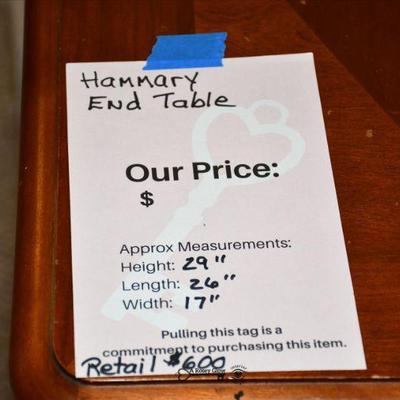 Hammary
End Table
Our Price:
$
Approx Measurements:
Height: 29"
Length: 26"
Width: 17"
Pulling this tag is a
commitment to purchasing this item.
Retail $600